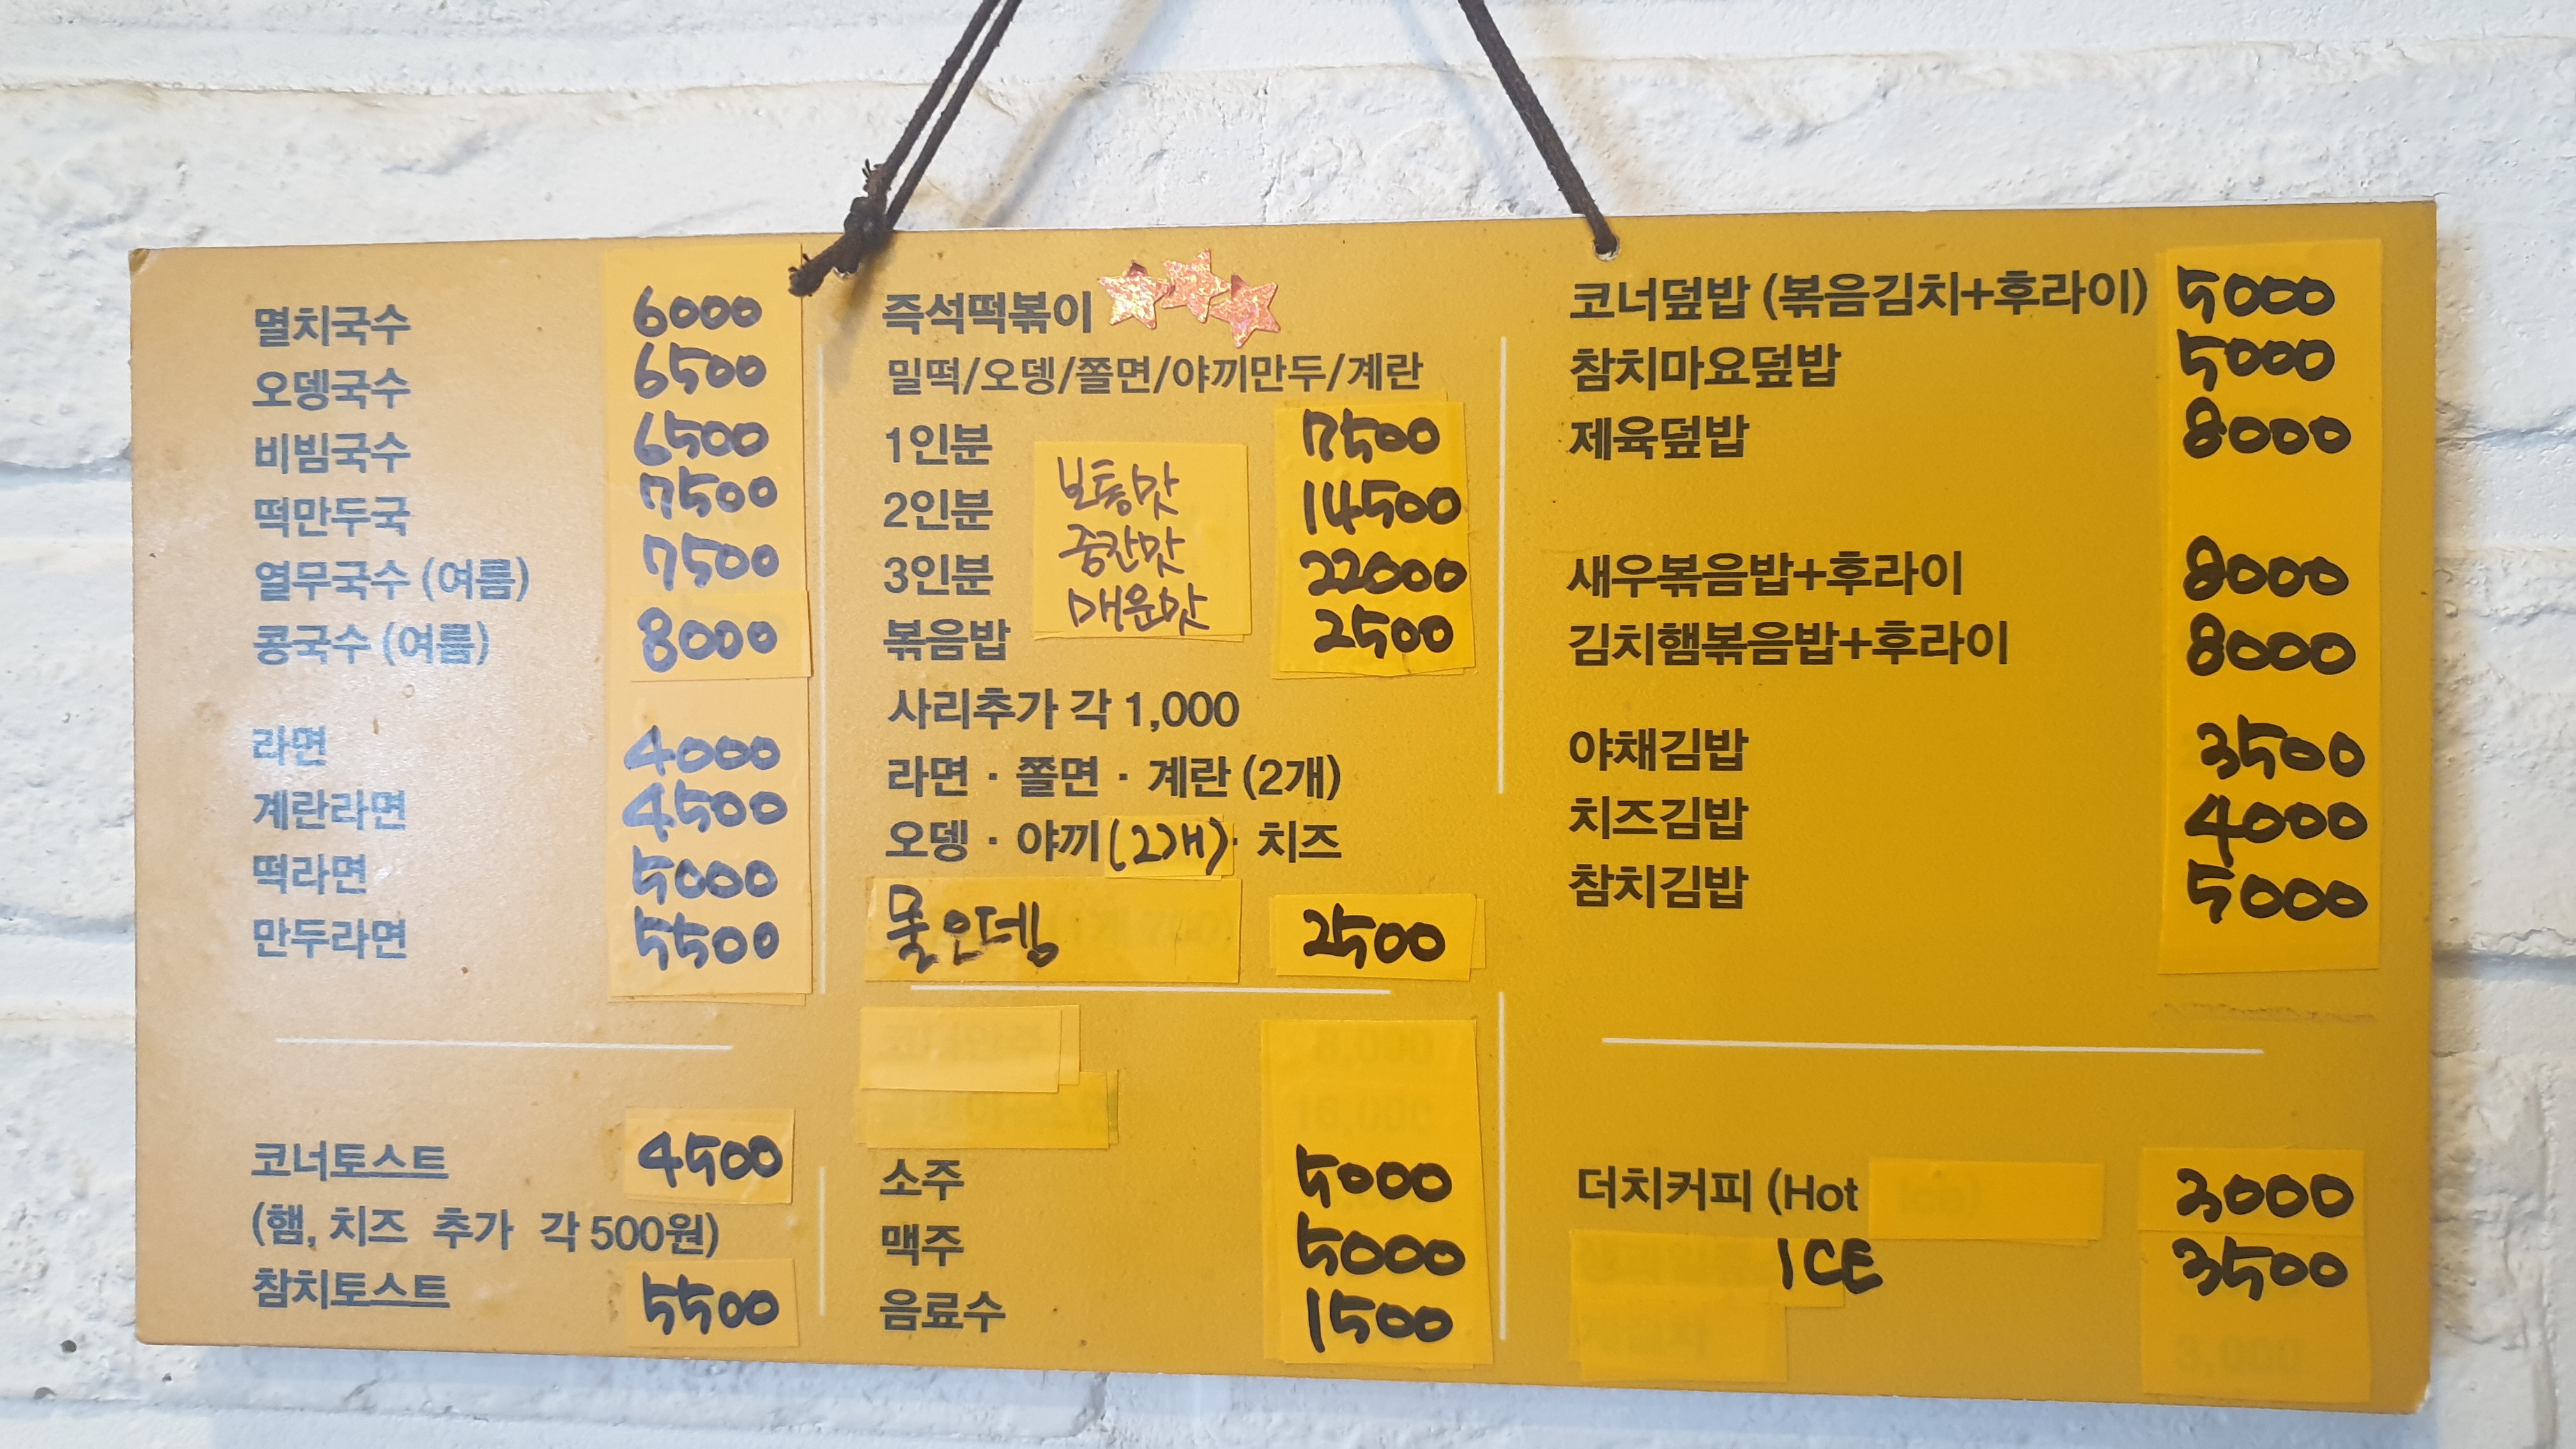 멸치국수 6000
오뎅국수 6500
비빔국수 6500
떡만두국 7500
열무국수 (여름) 7500
콩국수 (여름) 8000
라면 4000
계란라면 4500
떡라면 5000
만두라면 5500
코너토스트 4500
(햄, 치즈 추가 각 500원)
참치토스트 5500
즉석떡볶이
밀떡/오뎅/쫄면/야끼만두/계란
1인분 7500
2인분 14500
3인분 22000
볶음밥 2500
보통맛
중간맛
매운맛
사리추가 각 1,000
라면 · 쫄면 · 계란 (2개)
오뎅 · 야끼(2개)· 치즈
물오뎅 2500
소주 5000
맥주 5000
음료수 1500
코너덮밥 (볶음김치+후라이) 5000
참치마요덮밥 5000
제육덮밥 8000
새우볶음밥+후라이 8000
김치햄볶음밥+후라이 8000
야채김밥 3500
치즈김밥 4000
참치김밥 5000
더치커피 (Hot 3000
ICE 3500